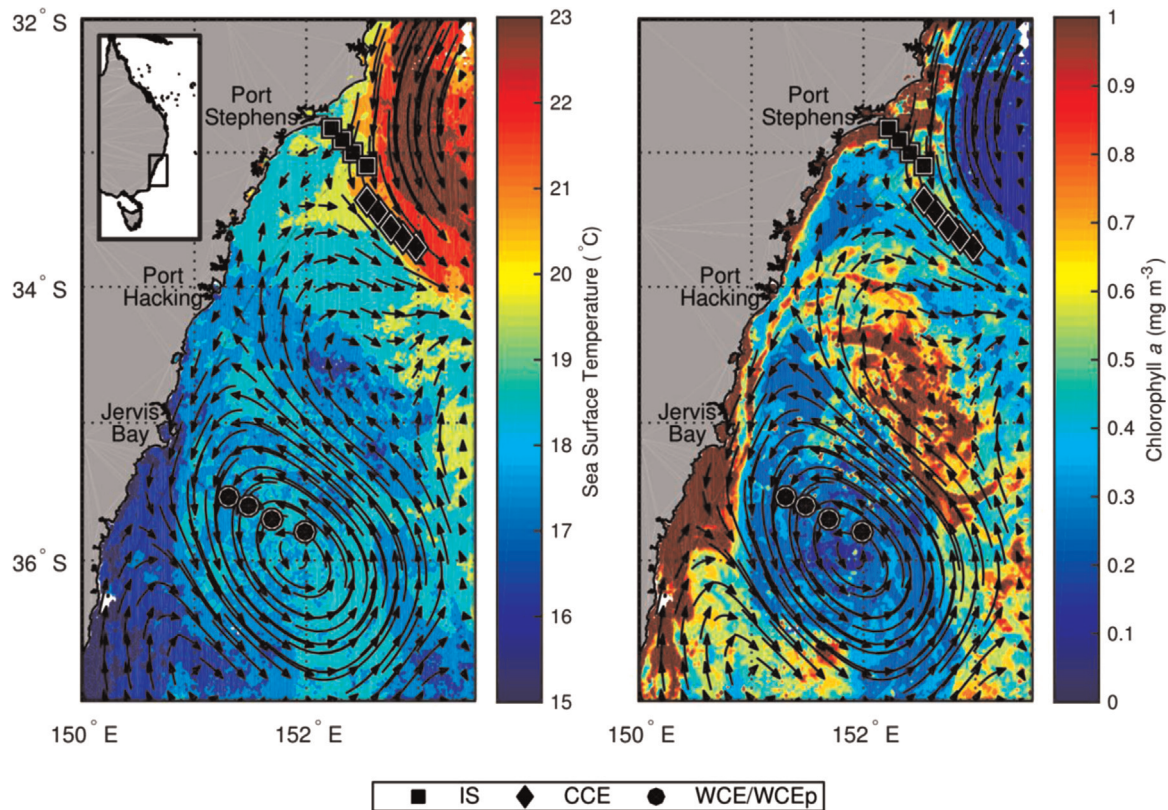 32° S
34° S
36° S
150° E
152° E
Port
Stephens
Port
Hacking
Jervis
Bay
23
22
21
20
19
18
17
16
15
Sea Surface Temperature (°C)
150° E
152° E
Port
Stephens
Port
Hacking
Jervis
Bay
1
0.9
0.8
0.7
0.6
0.5
0.4
0.3
0.2
0.1
0
Chlorophyll a (mg m-3)
IS CCE WCE/WCEp